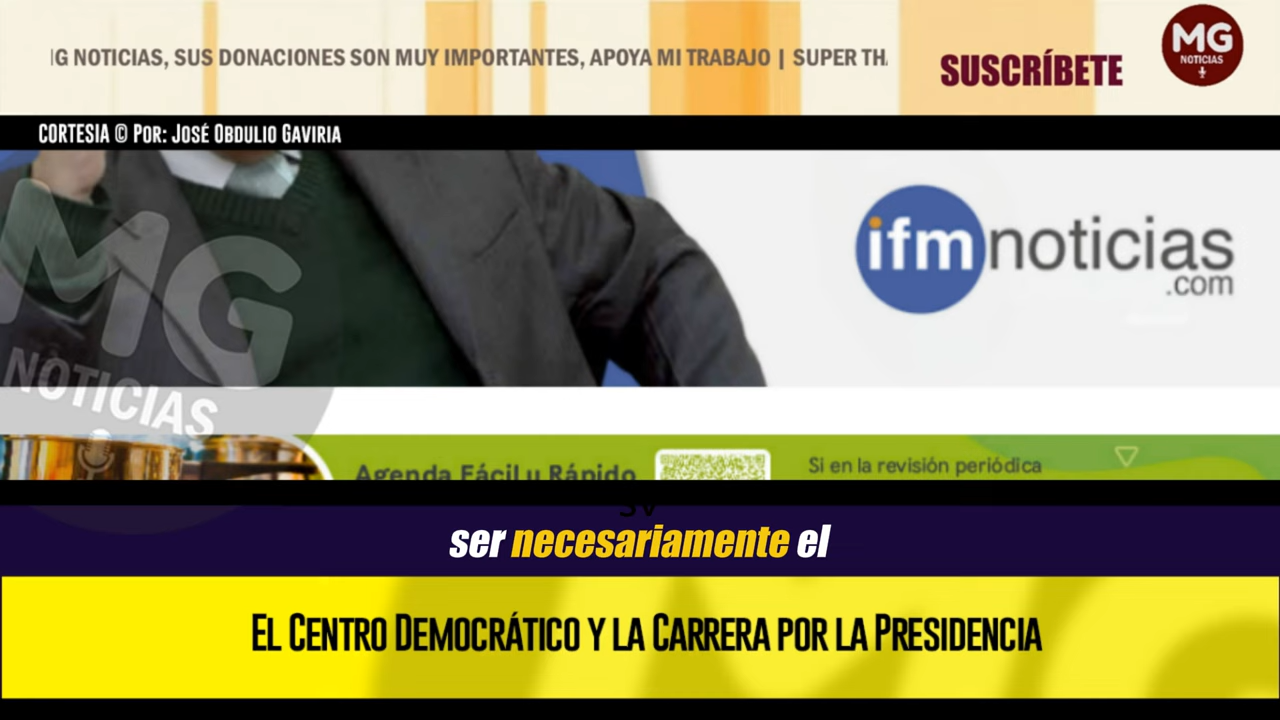 IG NOTICIAS, SUS DONACIONES SON MUY IMPORTANTES, APOYA MI TRABAJO | SUPER TH
SUSCRÍBETE
MG
NOTICIAS
CORTESIA © POR: JOSÉ OBDULIO GAVIRIA
ifmnoticias
.com
MG
NOTICIAS
Agenda Fácil y Rápido
Si en la revisión periódica
ser necesariamente el
EL CENTRO DEMOCRÁTICO Y LA CARRERA POR LA PRESIDENCIA